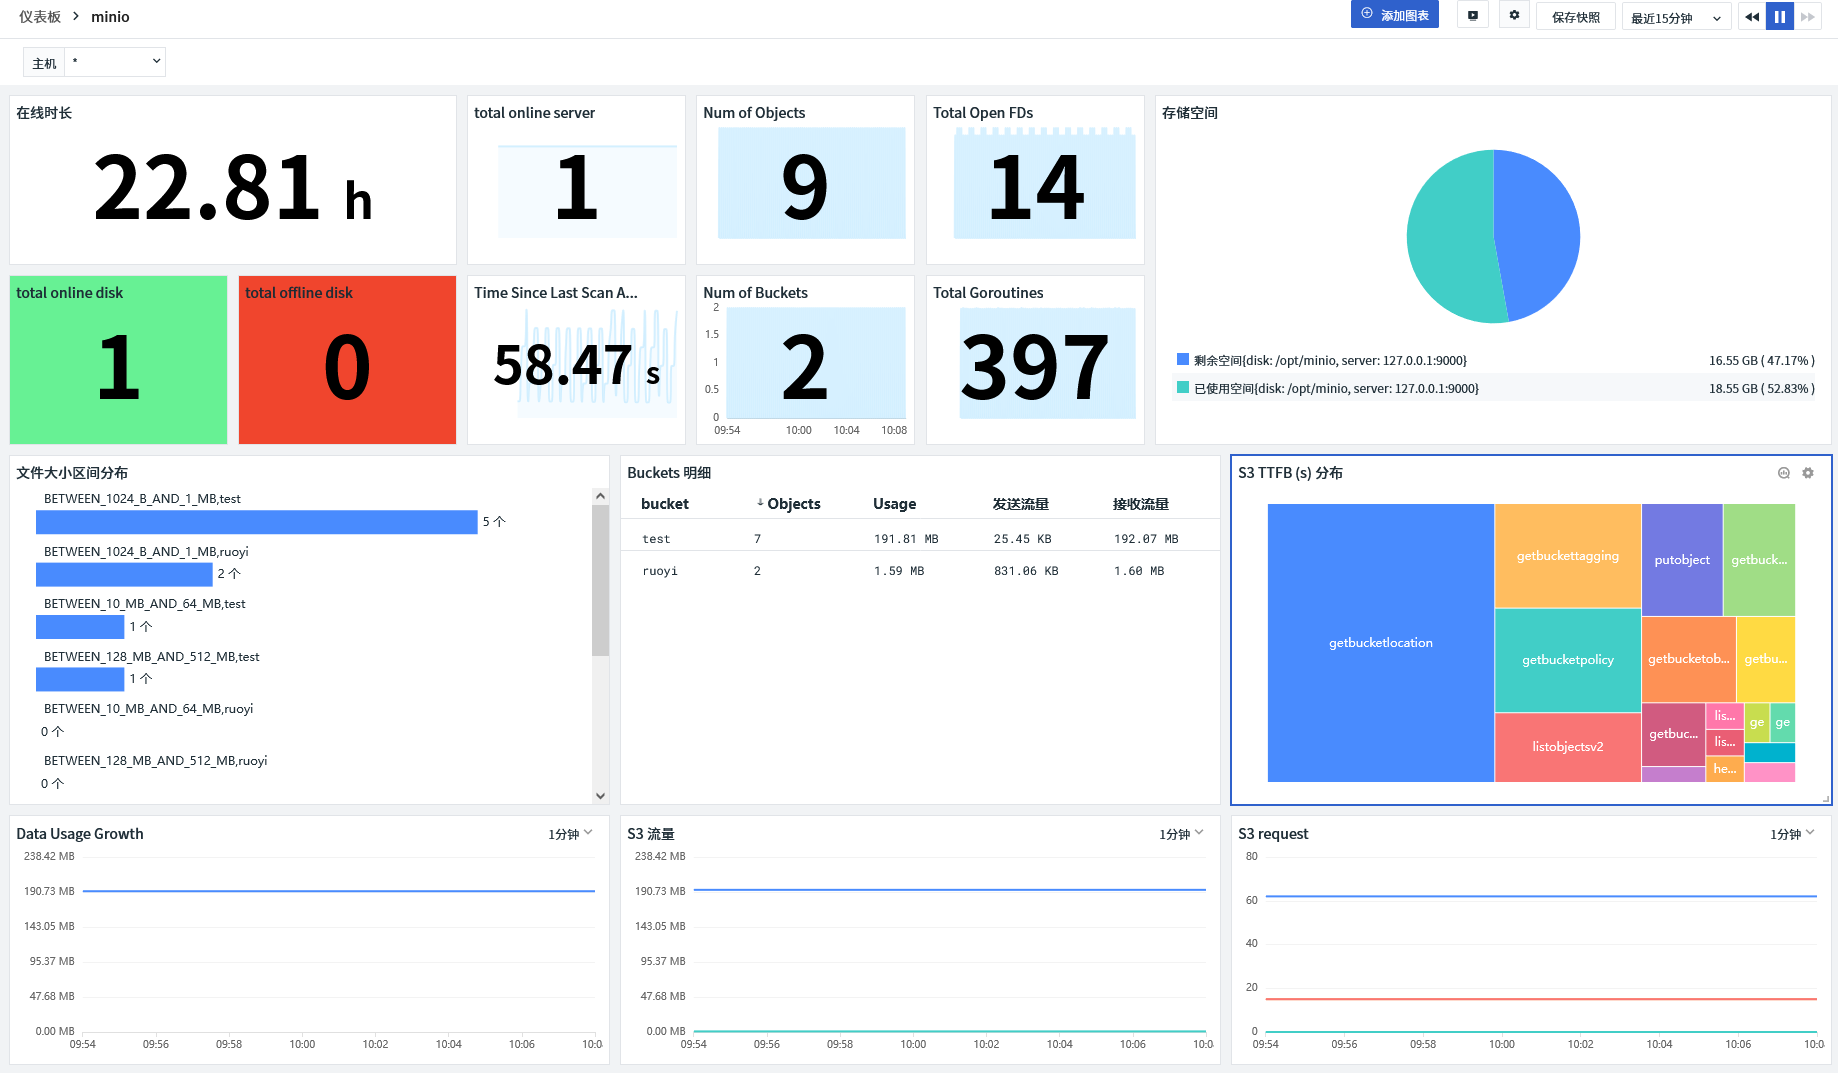 仪表板 > minio
添加图表
保存快照
最近15分钟
主机
*
在线时长
22.81 h
total online server
1
Num of Objects
9
Total Open FDs
14
存储空间
剩余空间{disk: /opt/minio, server: 127.0.0.1:9000}
16.55 GB ( 47.17% )
已使用空间{disk: /opt/minio, server: 127.0.0.1:9000}
18.55 GB ( 52.83% )
total online disk
1
total offline disk
0
Time Since Last Scan A...
58.47 s
Num of Buckets
2
2
1.5
1
0.5
0
09:54 10:00 10:04 10:08
Total Goroutines
397
文件大小区间分布
BETWEEN_1024_B_AND_1_MB,test
5 个
BETWEEN_1024_B_AND_1_MB,ruoyi
2 个
BETWEEN_10_MB_AND_64_MB,test
1 个
BETWEEN_128_MB_AND_512_MB,test
1 个
BETWEEN_10_MB_AND_64_MB,ruoyi
0 个
BETWEEN_128_MB_AND_512_MB,ruoyi
0 个
Buckets 明细
bucket Objects Usage 发送流量 接收流量
test 7 191.81 MB 25.45 KB 192.07 MB
ruoyi 2 1.59 MB 831.06 KB 1.60 MB
S3 TTFB (s) 分布
getbucketlocation
getbuckettagging
getbucketpolicy
listobjectsv2
putobject
getbuck...
getbucketob...
getbu...
getbuc...
lis...
lis...
he...
ge
ge
Data Usage Growth
1分钟
238.42 MB
190.73 MB
143.05 MB
95.37 MB
47.68 MB
0.00 MB
09:54 09:56 09:58 10:00 10:02 10:04 10:06
S3 流量
1分钟
238.42 MB
190.73 MB
143.05 MB
95.37 MB
47.68 MB
0.00 MB
09:54 09:56 09:58 10:00 10:02 10:04 10:06
S3 request
1分钟
80
60
40
20
0
09:54 09:56 09:58 10:00 10:02 10:04 10:06